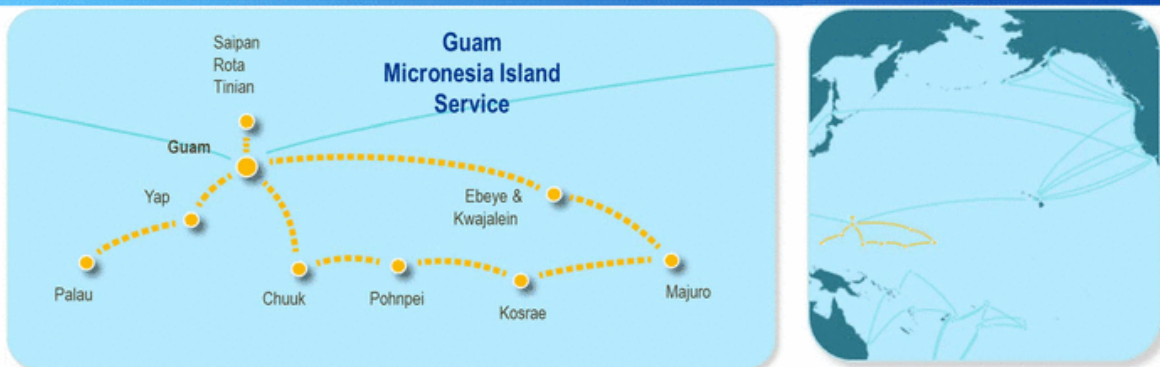 Guam
Micronesia Island
Service
Saipan
Rota
Tinian
Guam
Yap
Ebeye &
Kwajalein
Palau
Chuuk
Pohnpei
Kosrae
Majuro